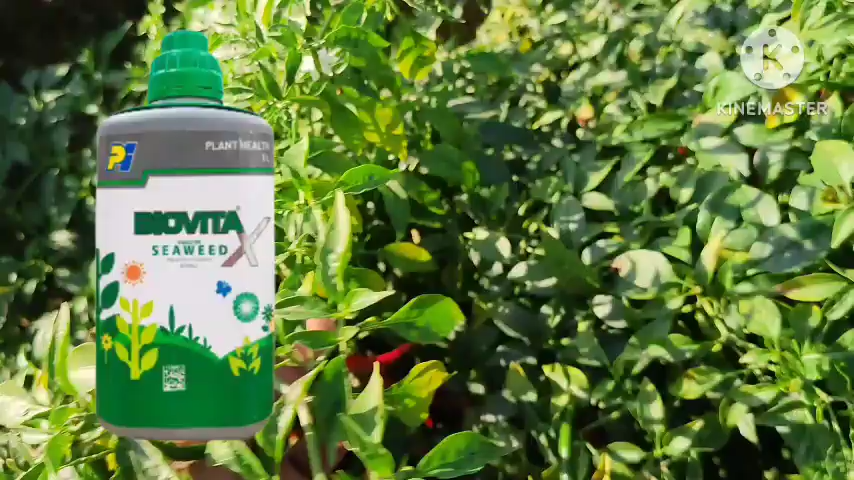 PI
PLANT HEALTH
BIOVITA X
SEAWEED
KINEMASTER